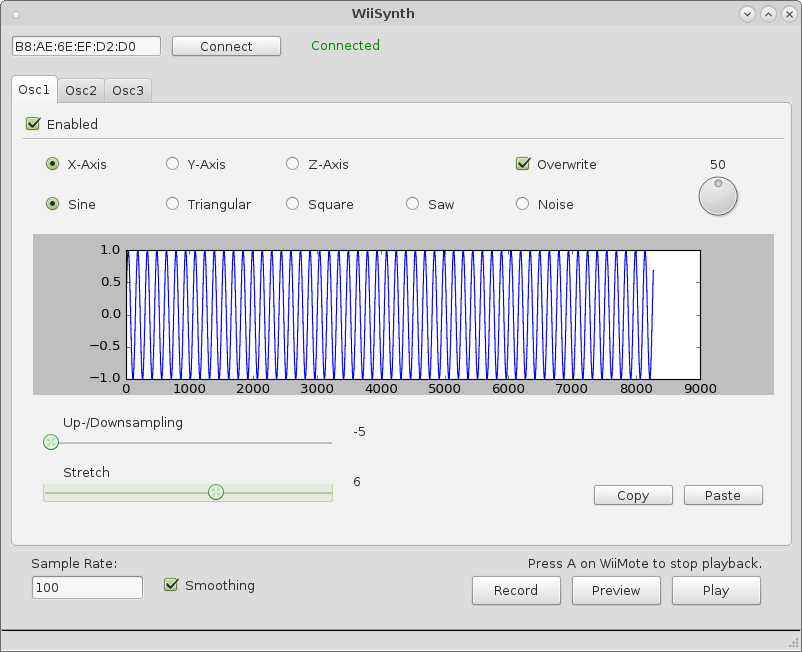 WiiSynth
B8:AE:6E:EF:D2:D0 Connect Connected
Osc1 Osc2 Osc3
Enabled
X-Axis Y-Axis Z-Axis Overwrite 50
Sine Triangular Square Saw Noise
1.0
0.5
0.0
−0.5
−1.0
0 1000 2000 3000 4000 5000 6000 7000 8000 9000
Up-/Downsampling
-5
Stretch
6
Copy Paste
Sample Rate: Press A on WiiMote to stop playback.
100 Smoothing Record Preview Play